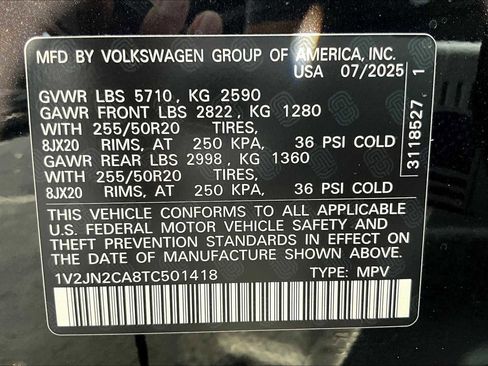 MFD BY VOLKSWAGEN GROUP OF AMERICA, INC.
USA 07/2025
GVWR LBS 5710, KG 2590
GAWR FRONT LBS 2822, KG 1280
WITH 255/50R20 TIRES,
8JX20 RIMS, AT 250 KPA, 36 PSI COLD
GAWR REAR LBS 2998, KG 1360
WITH 255/50R20 TIRES,
8JX20 RIMS, AT 250 KPA, 36 PSI COLD
THIS VEHICLE CONFORMS TO ALL APPLICABLE
U.S. FEDERAL MOTOR VEHICLE SAFETY AND
THEFT PREVENTION STANDARDS IN EFFECT ON
THE DATE OF MANUFACTURE SHOWN ABOVE.
1V2JN2CA8TC501418 TYPE: MPV
3118527 1